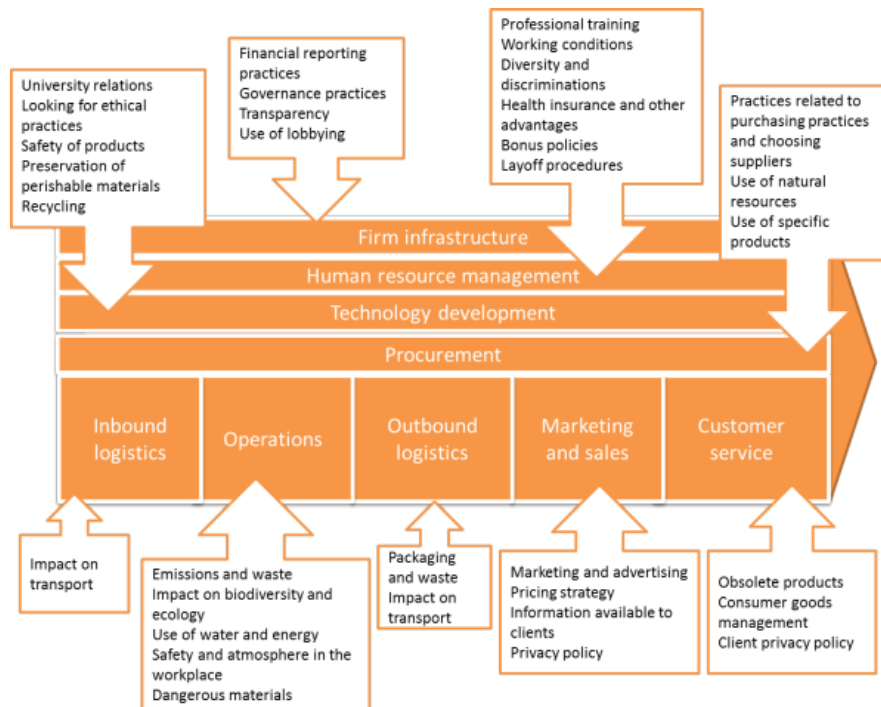 University relations
Looking for ethical
practices
Safety of products
Preservation of
perishable materials
Recycling
Financial reporting
practices
Governance practices
Transparency
Use of lobbying
Professional training
Working conditions
Diversity and
discriminations
Health insurance and other
advantages
Bonus policies
Layoff procedures
Practices related to
purchasing practices
and choosing
suppliers
Use of natural
resources
Use of specific
products
Firm infrastructure
Human resource management
Technology development
Procurement
Inbound
logistics
Operations
Outbound
logistics
Marketing
and sales
Customer
service
Impact on
transport
Emissions and waste
Impact on biodiversity and
ecology
Use of water and energy
Safety and atmosphere in the
workplace
Dangerous materials
Packaging
and waste
Impact on
transport
Marketing and advertising
Pricing strategy
Information available to
clients
Privacy policy
Obsolete products
Consumer goods
management
Client privacy policy